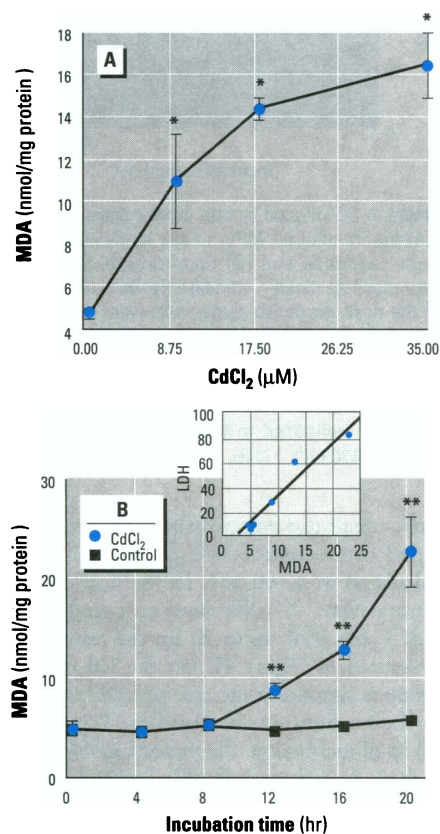 *
18
A
*
16
14
*
12
10
8
6
4
MDA (nmol/mg protein )
0.00 8.75 17.50 26.25 35.00
CdCl₂ (μM)
100
80
60
40
20
0
LDH
0 5 10 15 20 25
MDA
30
B
CdCl₂
Control
**
20
**
**
10
0
MDA (nmol/mg protein )
0 4 8 12 16 20
Incubation time (hr)